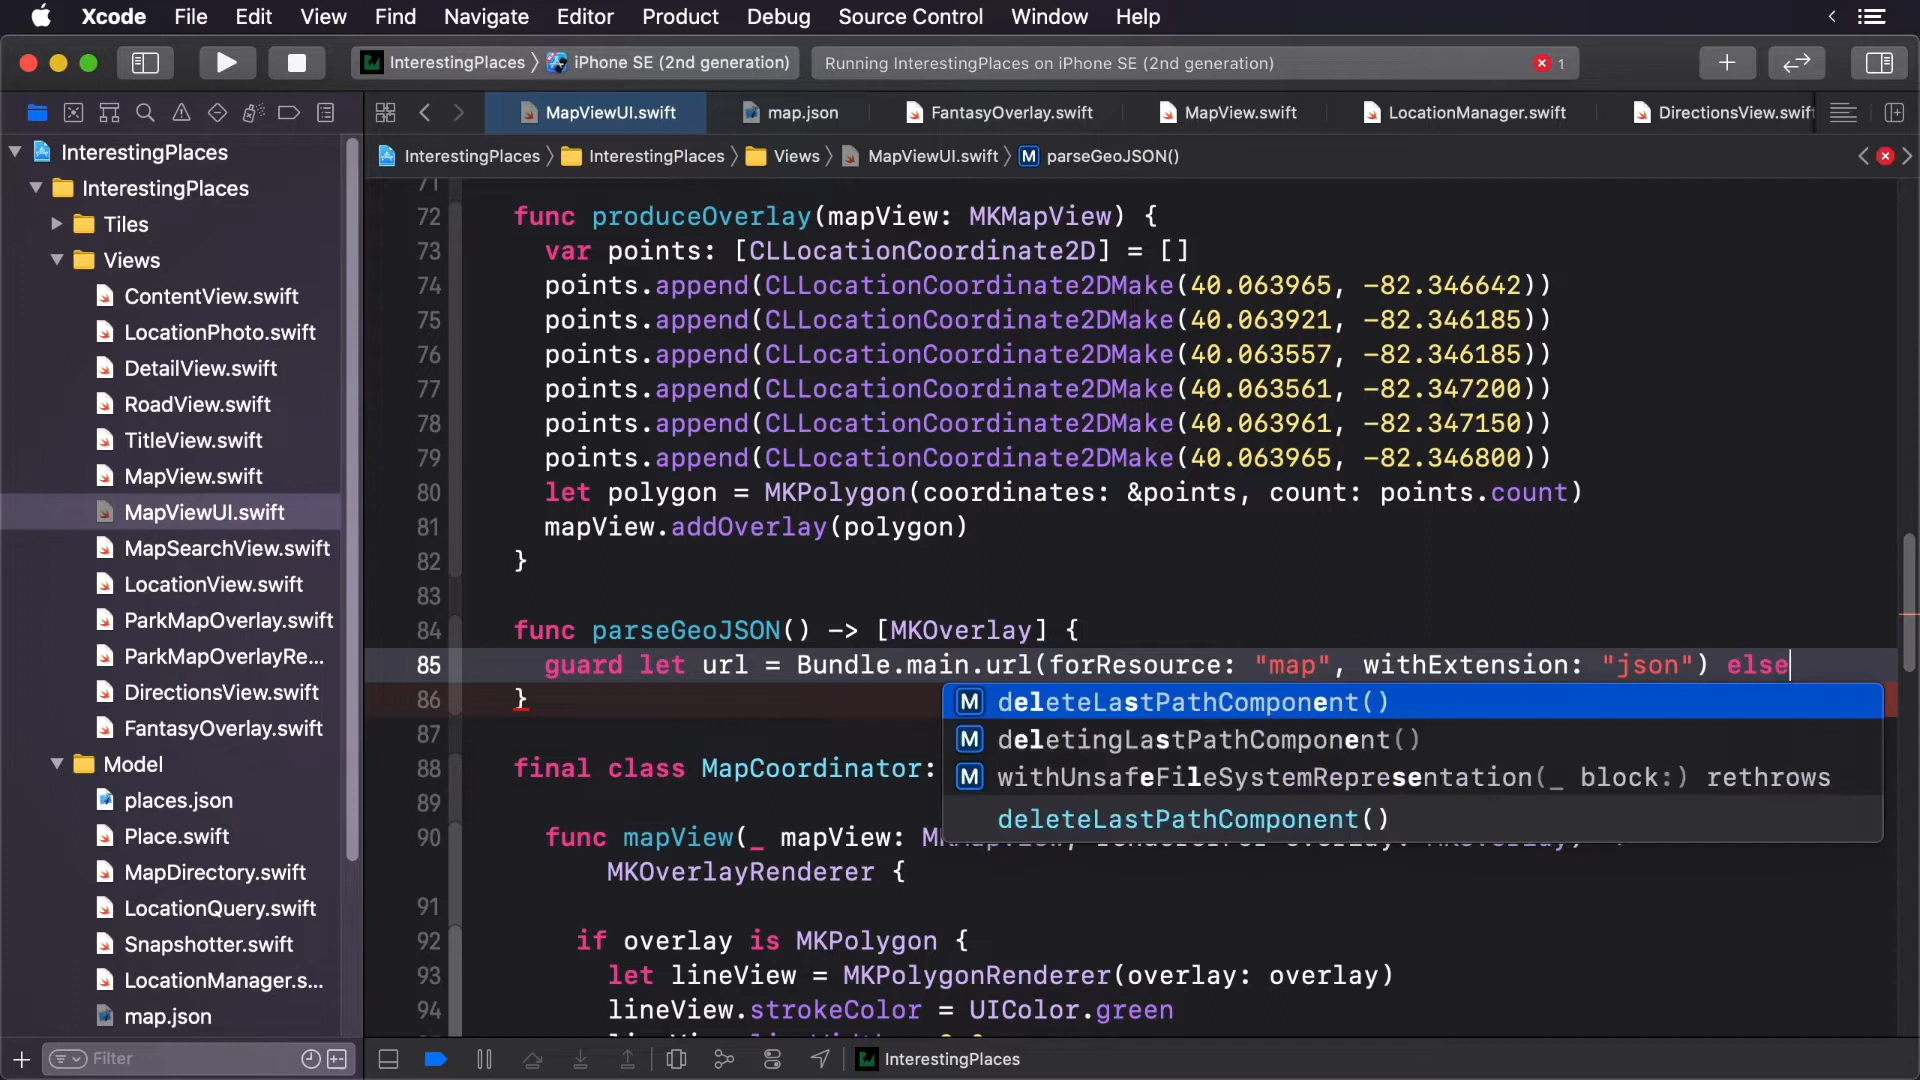 Xcode File Edit View Find Navigate Editor Product Debug Source Control Window Help
InterestingPlaces 〉 iPhone SE (2nd generation)
Running InterestingPlaces on iPhone SE (2nd generation) 1
MapViewUI.swift map.json FantasyOverlay.swift MapView.swift LocationManager.swift DirectionsView.swift
InterestingPlaces 〉 InterestingPlaces 〉 Views 〉 MapViewUI.swift 〉 M parseGeoJSON()
InterestingPlaces
InterestingPlaces
Tiles
Views
ContentView.swift
LocationPhoto.swift
DetailView.swift
RoadView.swift
TitleView.swift
MapView.swift
MapViewUI.swift
MapSearchView.swift
LocationView.swift
ParkMapOverlay.swift
ParkMapOverlayRe...
DirectionsView.swift
FantasyOverlay.swift
Model
places.json
Place.swift
MapDirectory.swift
LocationQuery.swift
Snapshotter.swift
LocationManager.s...
map.json
Filter
71
72 func produceOverlay(mapView: MKMapView) {
73 var points: [CLLocationCoordinate2D] = []
74 points.append(CLLocationCoordinate2DMake(40.063965, -82.346642))
75 points.append(CLLocationCoordinate2DMake(40.063921, -82.346185))
76 points.append(CLLocationCoordinate2DMake(40.063557, -82.346185))
77 points.append(CLLocationCoordinate2DMake(40.063561, -82.347200))
78 points.append(CLLocationCoordinate2DMake(40.063961, -82.347150))
79 points.append(CLLocationCoordinate2DMake(40.063965, -82.346800))
80 let polygon = MKPolygon(coordinates: &points, count: points.count)
81 mapView.addOverlay(polygon)
82 }
83
84 func parseGeoJSON() -> [MKOverlay] {
85 guard let url = Bundle.main.url(forResource: "map", withExtension: "json") else
86 }
M deleteLastPathComponent()
M deletingLastPathComponent()
M withUnsafeFileSystemRepresentation(_ block:) rethrows
deleteLastPathComponent()
87
88 final class MapCoordinator:
89
90 func mapView(_ mapView:
MKOverlayRenderer {
91
92 if overlay is MKPolygon {
93 let lineView = MKPolygonRenderer(overlay: overlay)
94 lineView.strokeColor = UIColor.green
InterestingPlaces